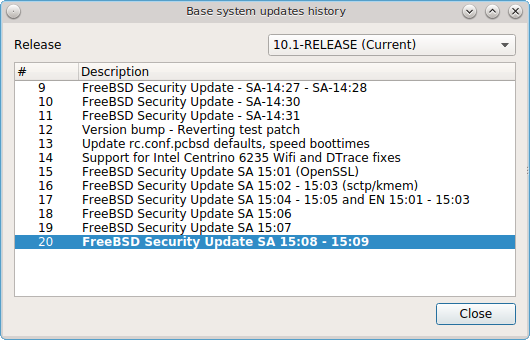 Base system updates history
Release 10.1-RELEASE (Current)
# Description
9 FreeBSD Security Update - SA-14:27 - SA-14:28
10 FreeBSD Security Update - SA-14:30
11 FreeBSD Security Update - SA-14:31
12 Version bump - Reverting test patch
13 Update rc.conf.pcbsd defaults, speed boottimes
14 Support for Intel Centrino 6235 Wifi and DTrace fixes
15 FreeBSD Security Update SA 15:01 (OpenSSL)
16 FreeBSD Security Update SA 15:02 - 15:03 (sctp/kmem)
17 FreeBSD Security Update SA 15:04 - 15:05 and EN 15:01 - 15:03
18 FreeBSD Security Update SA 15:06
19 FreeBSD Security Update SA 15:07
20 FreeBSD Security Update SA 15:08 - 15:09
Close